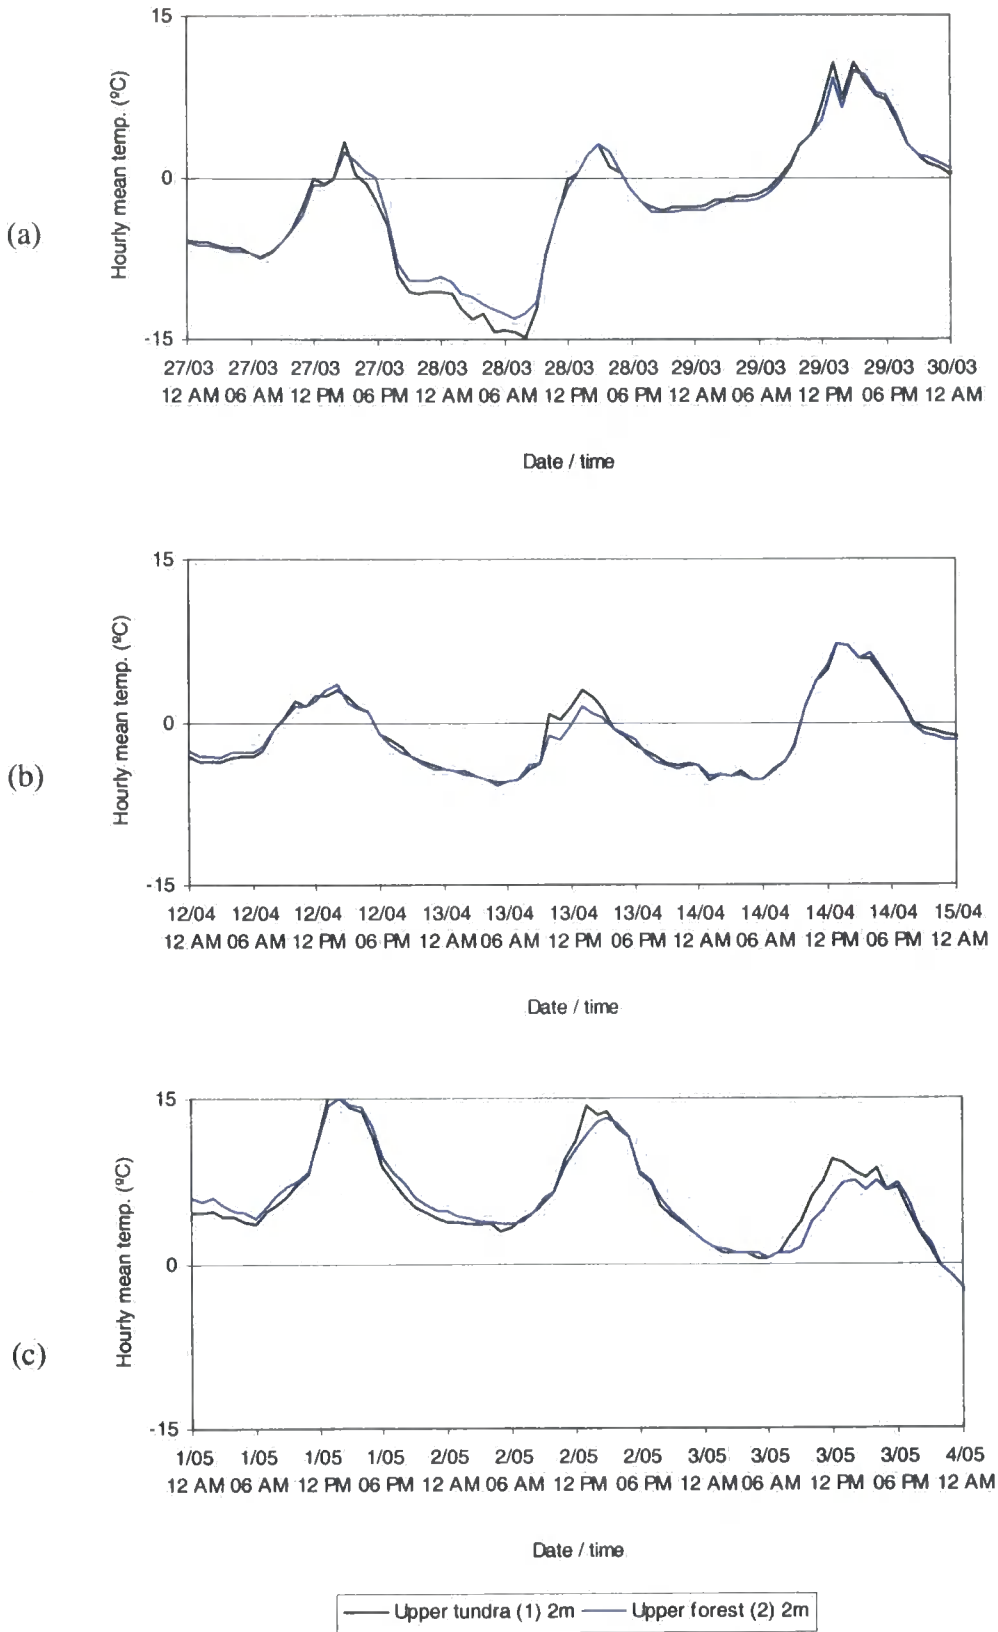 15
Hourly mean temp. (ºC)
0
(a)
-15
27/03 27/03 27/03 27/03 28/03 28/03 28/03 28/03 29/03 29/03 29/03 29/03 30/03
12 AM 06 AM 12 PM 06 PM 12 AM 06 AM 12 PM 06 PM 12 AM 06 AM 12 PM 06 PM 12 AM
Date / time
15
Hourly mean temp. (ºC)
0
(b)
-15
12/04 12/04 12/04 12/04 13/04 13/04 13/04 13/04 14/04 14/04 14/04 14/04 15/04
12 AM 06 AM 12 PM 06 PM 12 AM 06 AM 12 PM 06 PM 12 AM 06 AM 12 PM 06 PM 12 AM
Date / time
15
Hourly mean temp. (ºC)
0
(c)
-15
1/05 1/05 1/05 1/05 2/05 2/05 2/05 2/05 3/05 3/05 3/05 3/05 4/05
12 AM 06 AM 12 PM 06 PM 12 AM 06 AM 12 PM 06 PM 12 AM 06 AM 12 PM 06 PM 12 AM
Date / time
Upper tundra (1) 2m Upper forest (2) 2m